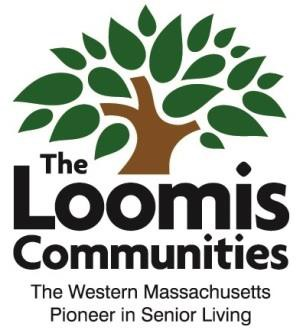 The
Loomis
Communities
The Western Massachusetts
Pioneer in Senior Living